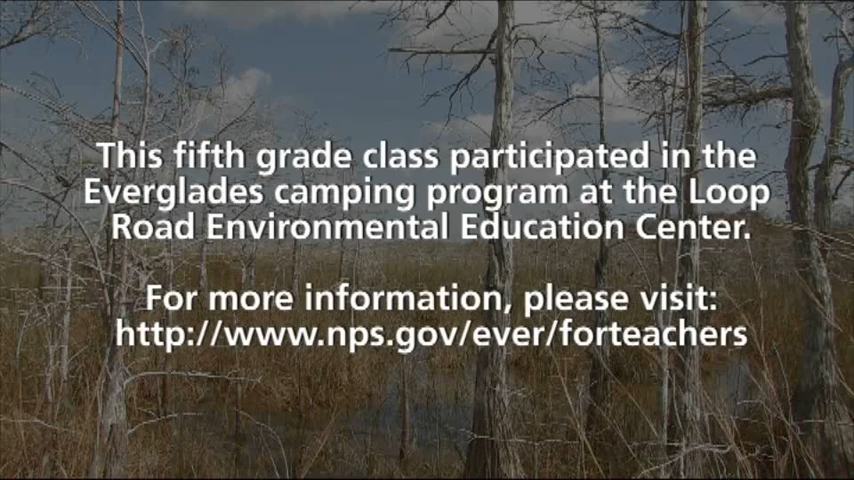 This fifth grade class participated in the
Everglades camping program at the Loop
Road Environmental Education Center.
For more information, please visit:
http://www.nps.gov/ever/forteachers